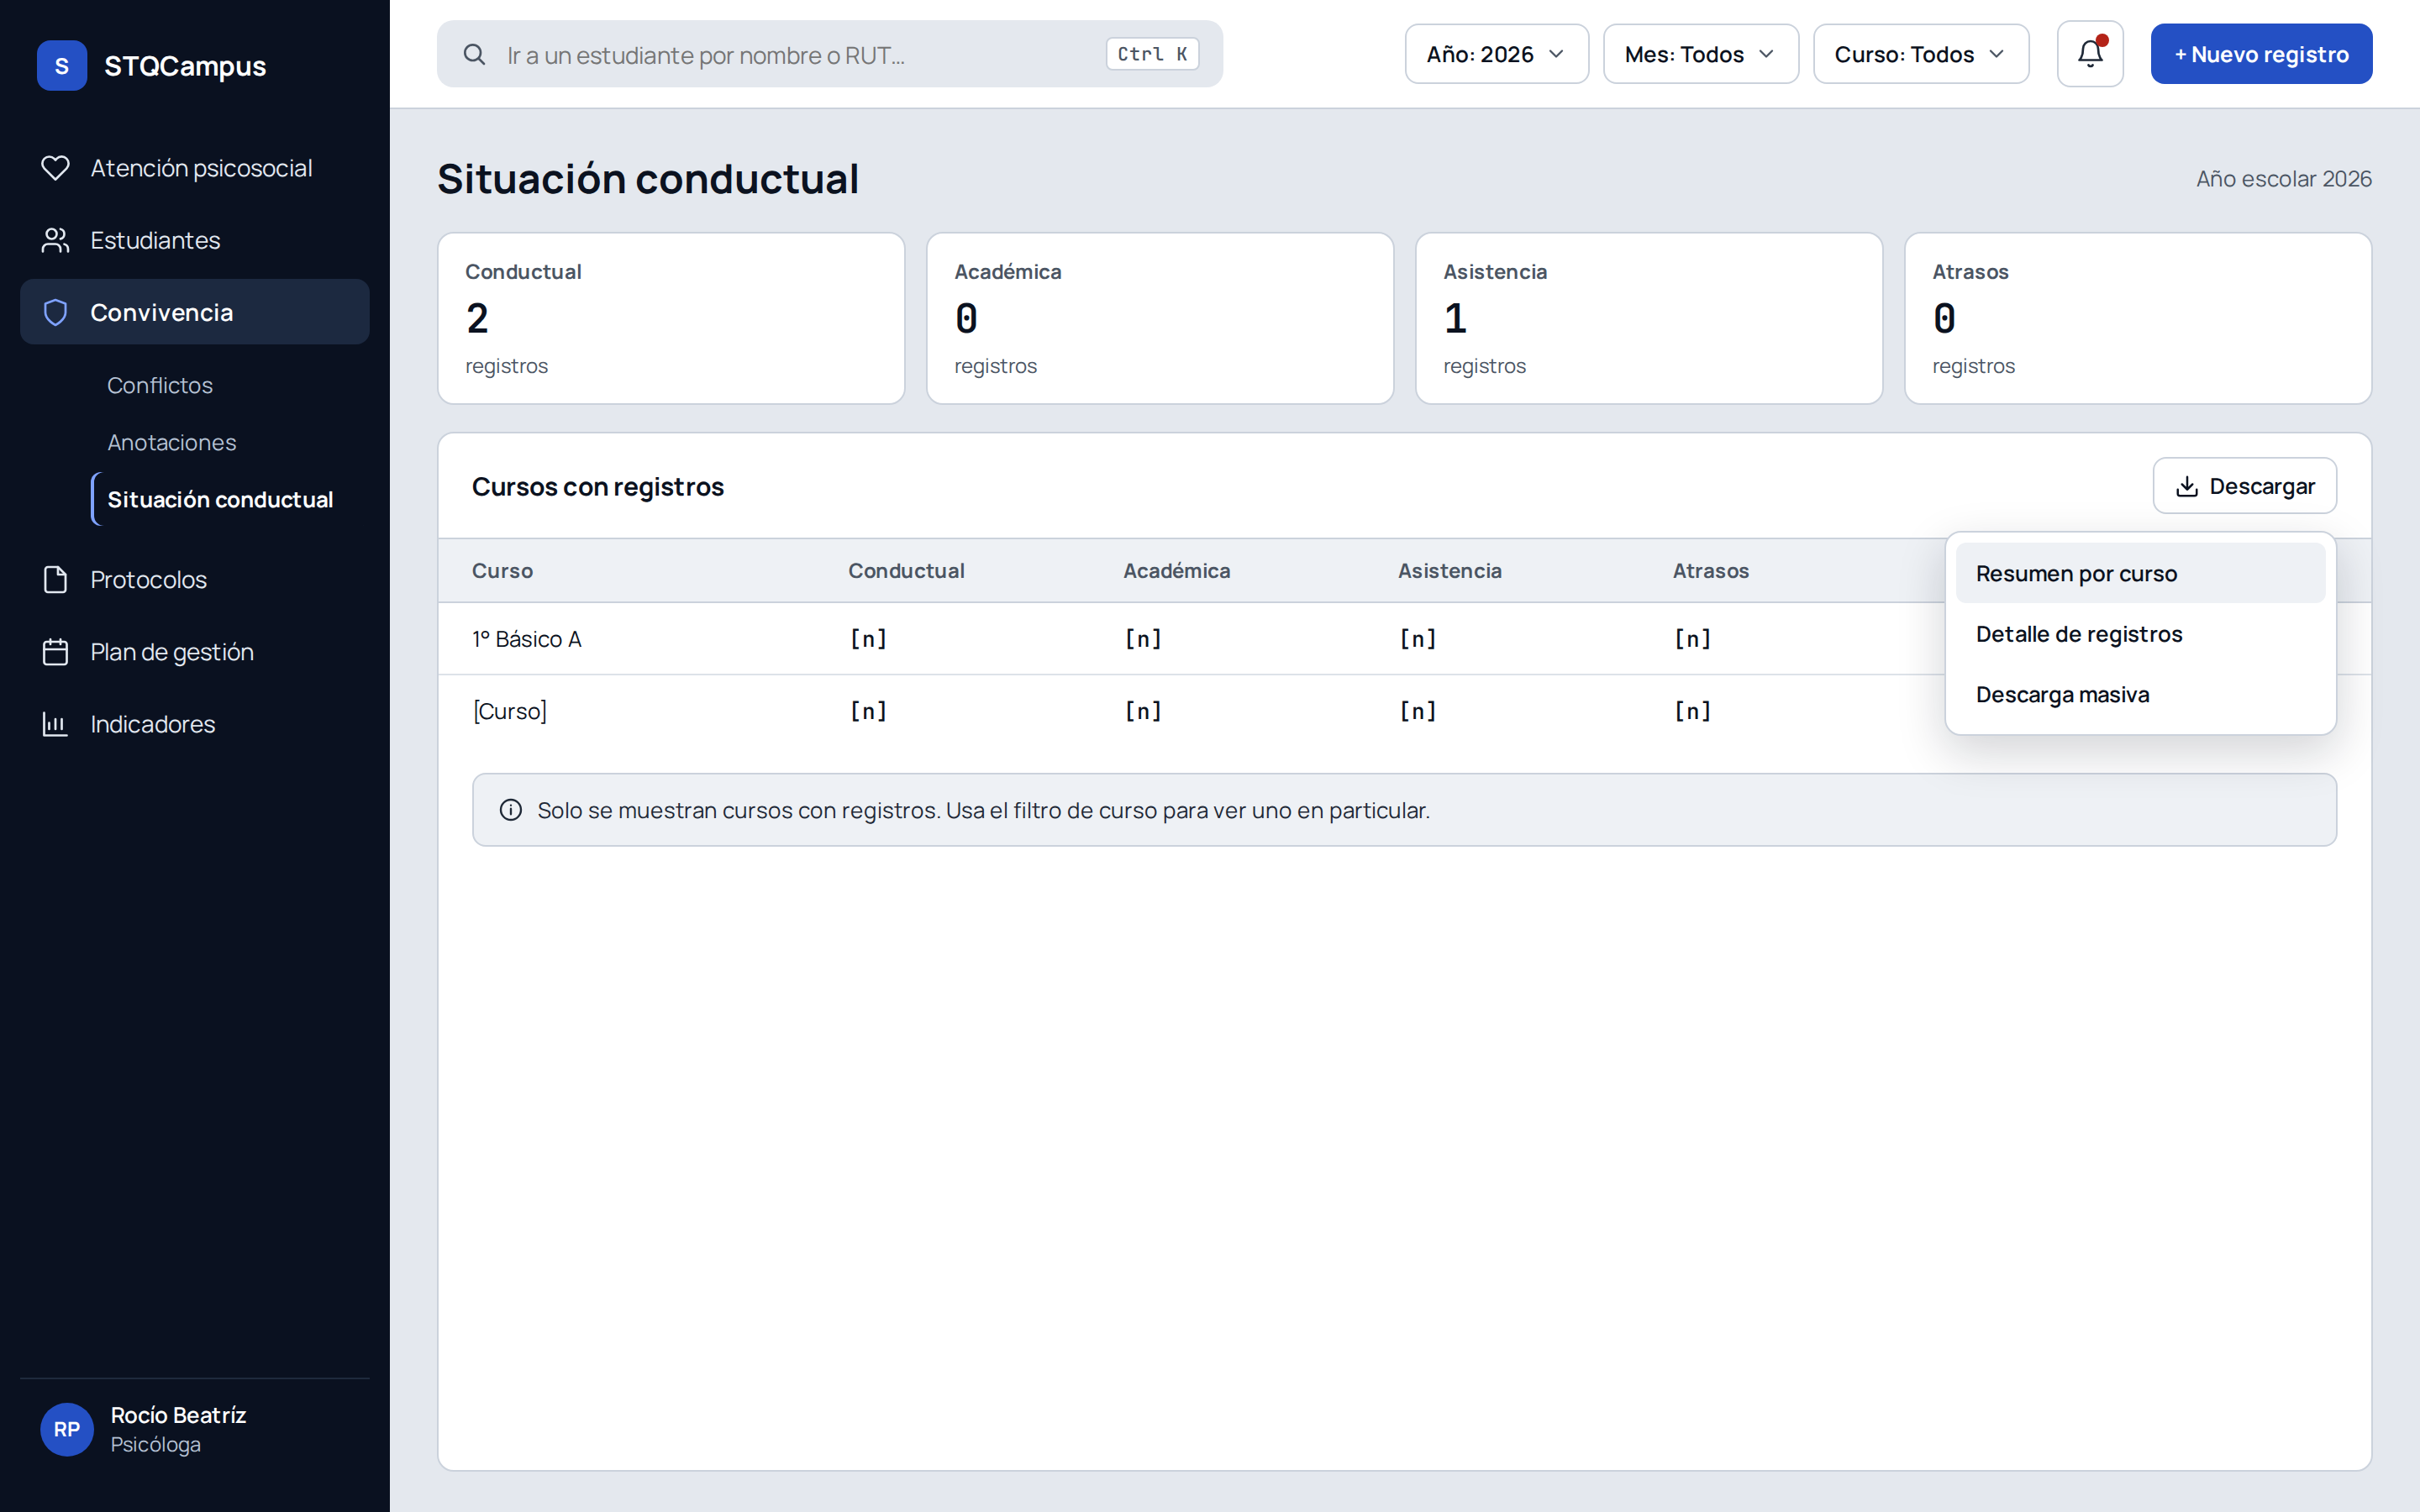 S STQCampus
Ir a un estudiante por nombre o RUT...
Ctrl K
Año: 2026
Mes: Todos
Curso: Todos
+ Nuevo registro
Atención psicosocial
Estudiantes
Convivencia
Conflictos
Anotaciones
Situación conductual
Protocolos
Plan de gestión
Indicadores
RP
Rocío Beatríz
Psicóloga
Situación conductual
Año escolar 2026
Conductual
2
registros
Académica
0
registros
Asistencia
1
registros
Atrasos
0
registros
Cursos con registros
Descargar
Curso Conductual Académica Asistencia Atrasos
1° Básico A [n] [n] [n] [n]
[Curso] [n] [n] [n] [n]
Resumen por curso
Detalle de registros
Descarga masiva
Solo se muestran cursos con registros. Usa el filtro de curso para ver uno en particular.